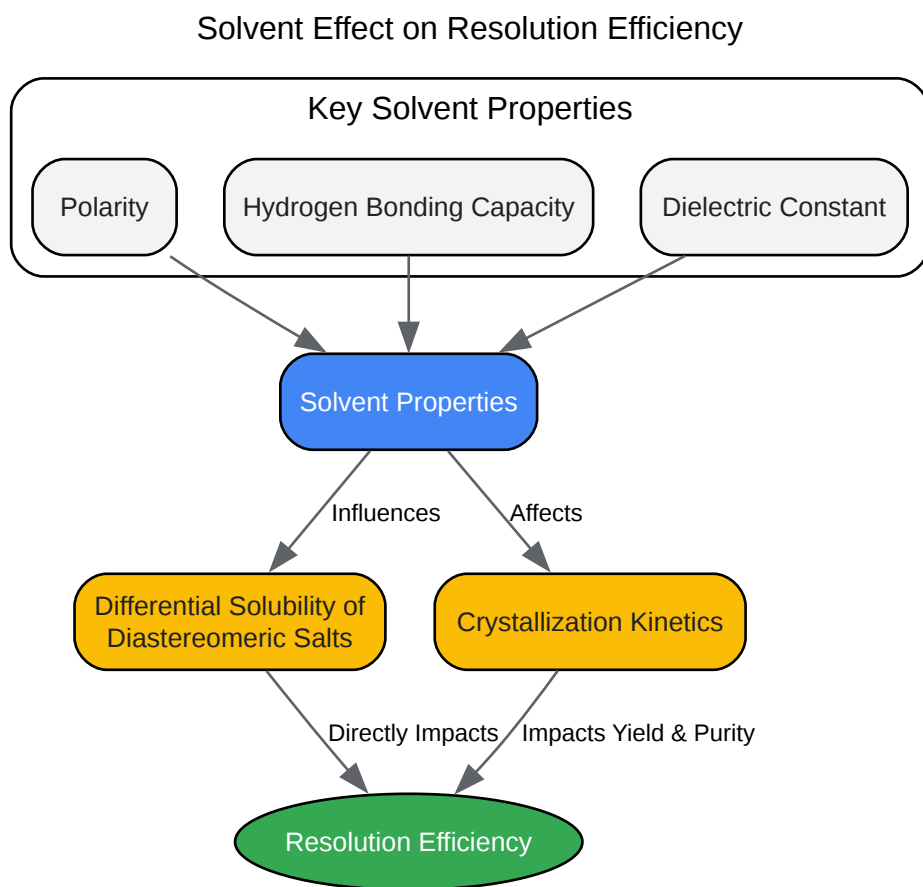 Solvent Effect on Resolution Efficiency
Key Solvent Properties
Polarity
Hydrogen Bonding Capacity
Dielectric Constant
Solvent Properties
Influences
Affects
Differential Solubility of
Diastereomeric Salts
Crystallization Kinetics
Directly Impacts
Impacts Yield & Purity
Resolution Efficiency